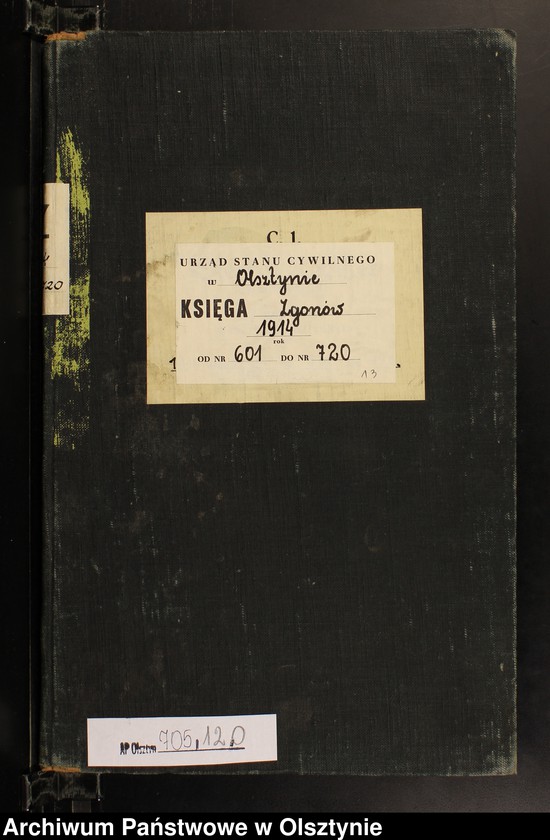 C. 1.
URZĄD STANU CYWILNEGO
w Olsztynie
KSIĘGA Zgonów
1914
rok
OD NR 601 DO NR 720
13
20
AP Olsztyn 705, 120
Archiwum Państwowe w Olsztynie